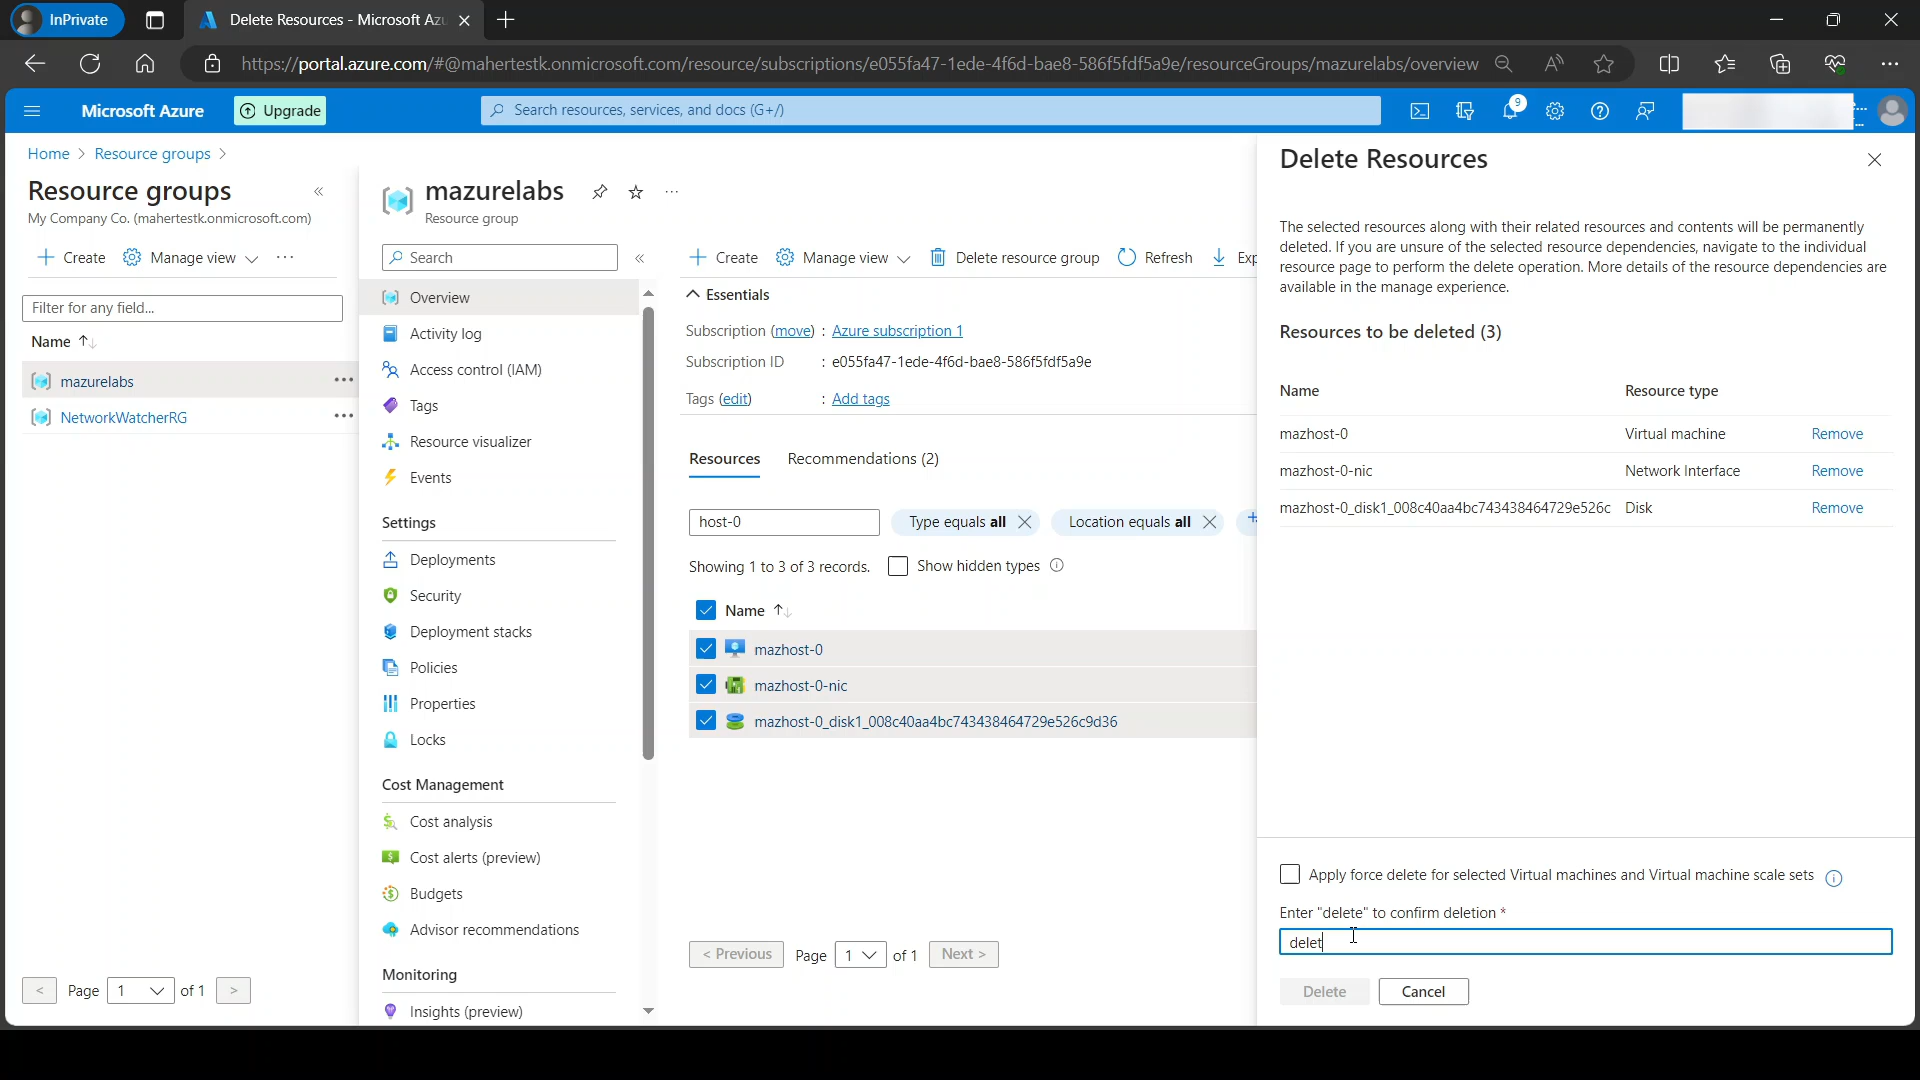 InPrivate
Delete Resources - Microsoft Azu
https://portal.azure.com/#@mahertestk.onmicrosoft.com/resource/subscriptions/e055fa47-1ede-4f6d-bae8-586f5fdf5a9e/resourceGroups/mazurelabs/overview
Microsoft Azure
Upgrade
Search resources, services, and docs (G+/)
9
Home > Resource groups >
Resource groups
My Company Co. (mahertestk.onmicrosoft.com)
+ Create
Manage view
Filter for any field...
Name
mazurelabs
NetworkWatcherRG
< Page 1 of 1 >
mazurelabs
Resource group
Search
Overview
Activity log
Access control (IAM)
Tags
Resource visualizer
Events
Settings
Deployments
Security
Deployment stacks
Policies
Properties
Locks
Cost Management
Cost analysis
Cost alerts (preview)
Budgets
Advisor recommendations
Monitoring
Insights (preview)
+ Create
Manage view
Delete resource group
Refresh
Exp
Essentials
Subscription (move) : Azure subscription 1
Subscription ID : e055fa47-1ede-4f6d-bae8-586f5fdf5a9e
Tags (edit) : Add tags
Resources
Recommendations (2)
host-0
Type equals all
Location equals all
Showing 1 to 3 of 3 records.
Show hidden types
Name
mazhost-0
mazhost-0-nic
mazhost-0_disk1_008c40aa4bc743438464729e526c9d36
< Previous
Page 1 of 1
Next >
Delete Resources
The selected resources along with their related resources and contents will be permanently
deleted. If you are unsure of the selected resource dependencies, navigate to the individual
resource page to perform the delete operation. More details of the resource dependencies are
available in the manage experience.
Resources to be deleted (3)
Name Resource type
mazhost-0 Virtual machine Remove
mazhost-0-nic Network Interface Remove
mazhost-0_disk1_008c40aa4bc743438464729e526c Disk Remove
Apply force delete for selected Virtual machines and Virtual machine scale sets
Enter "delete" to confirm deletion *
delet
Delete
Cancel